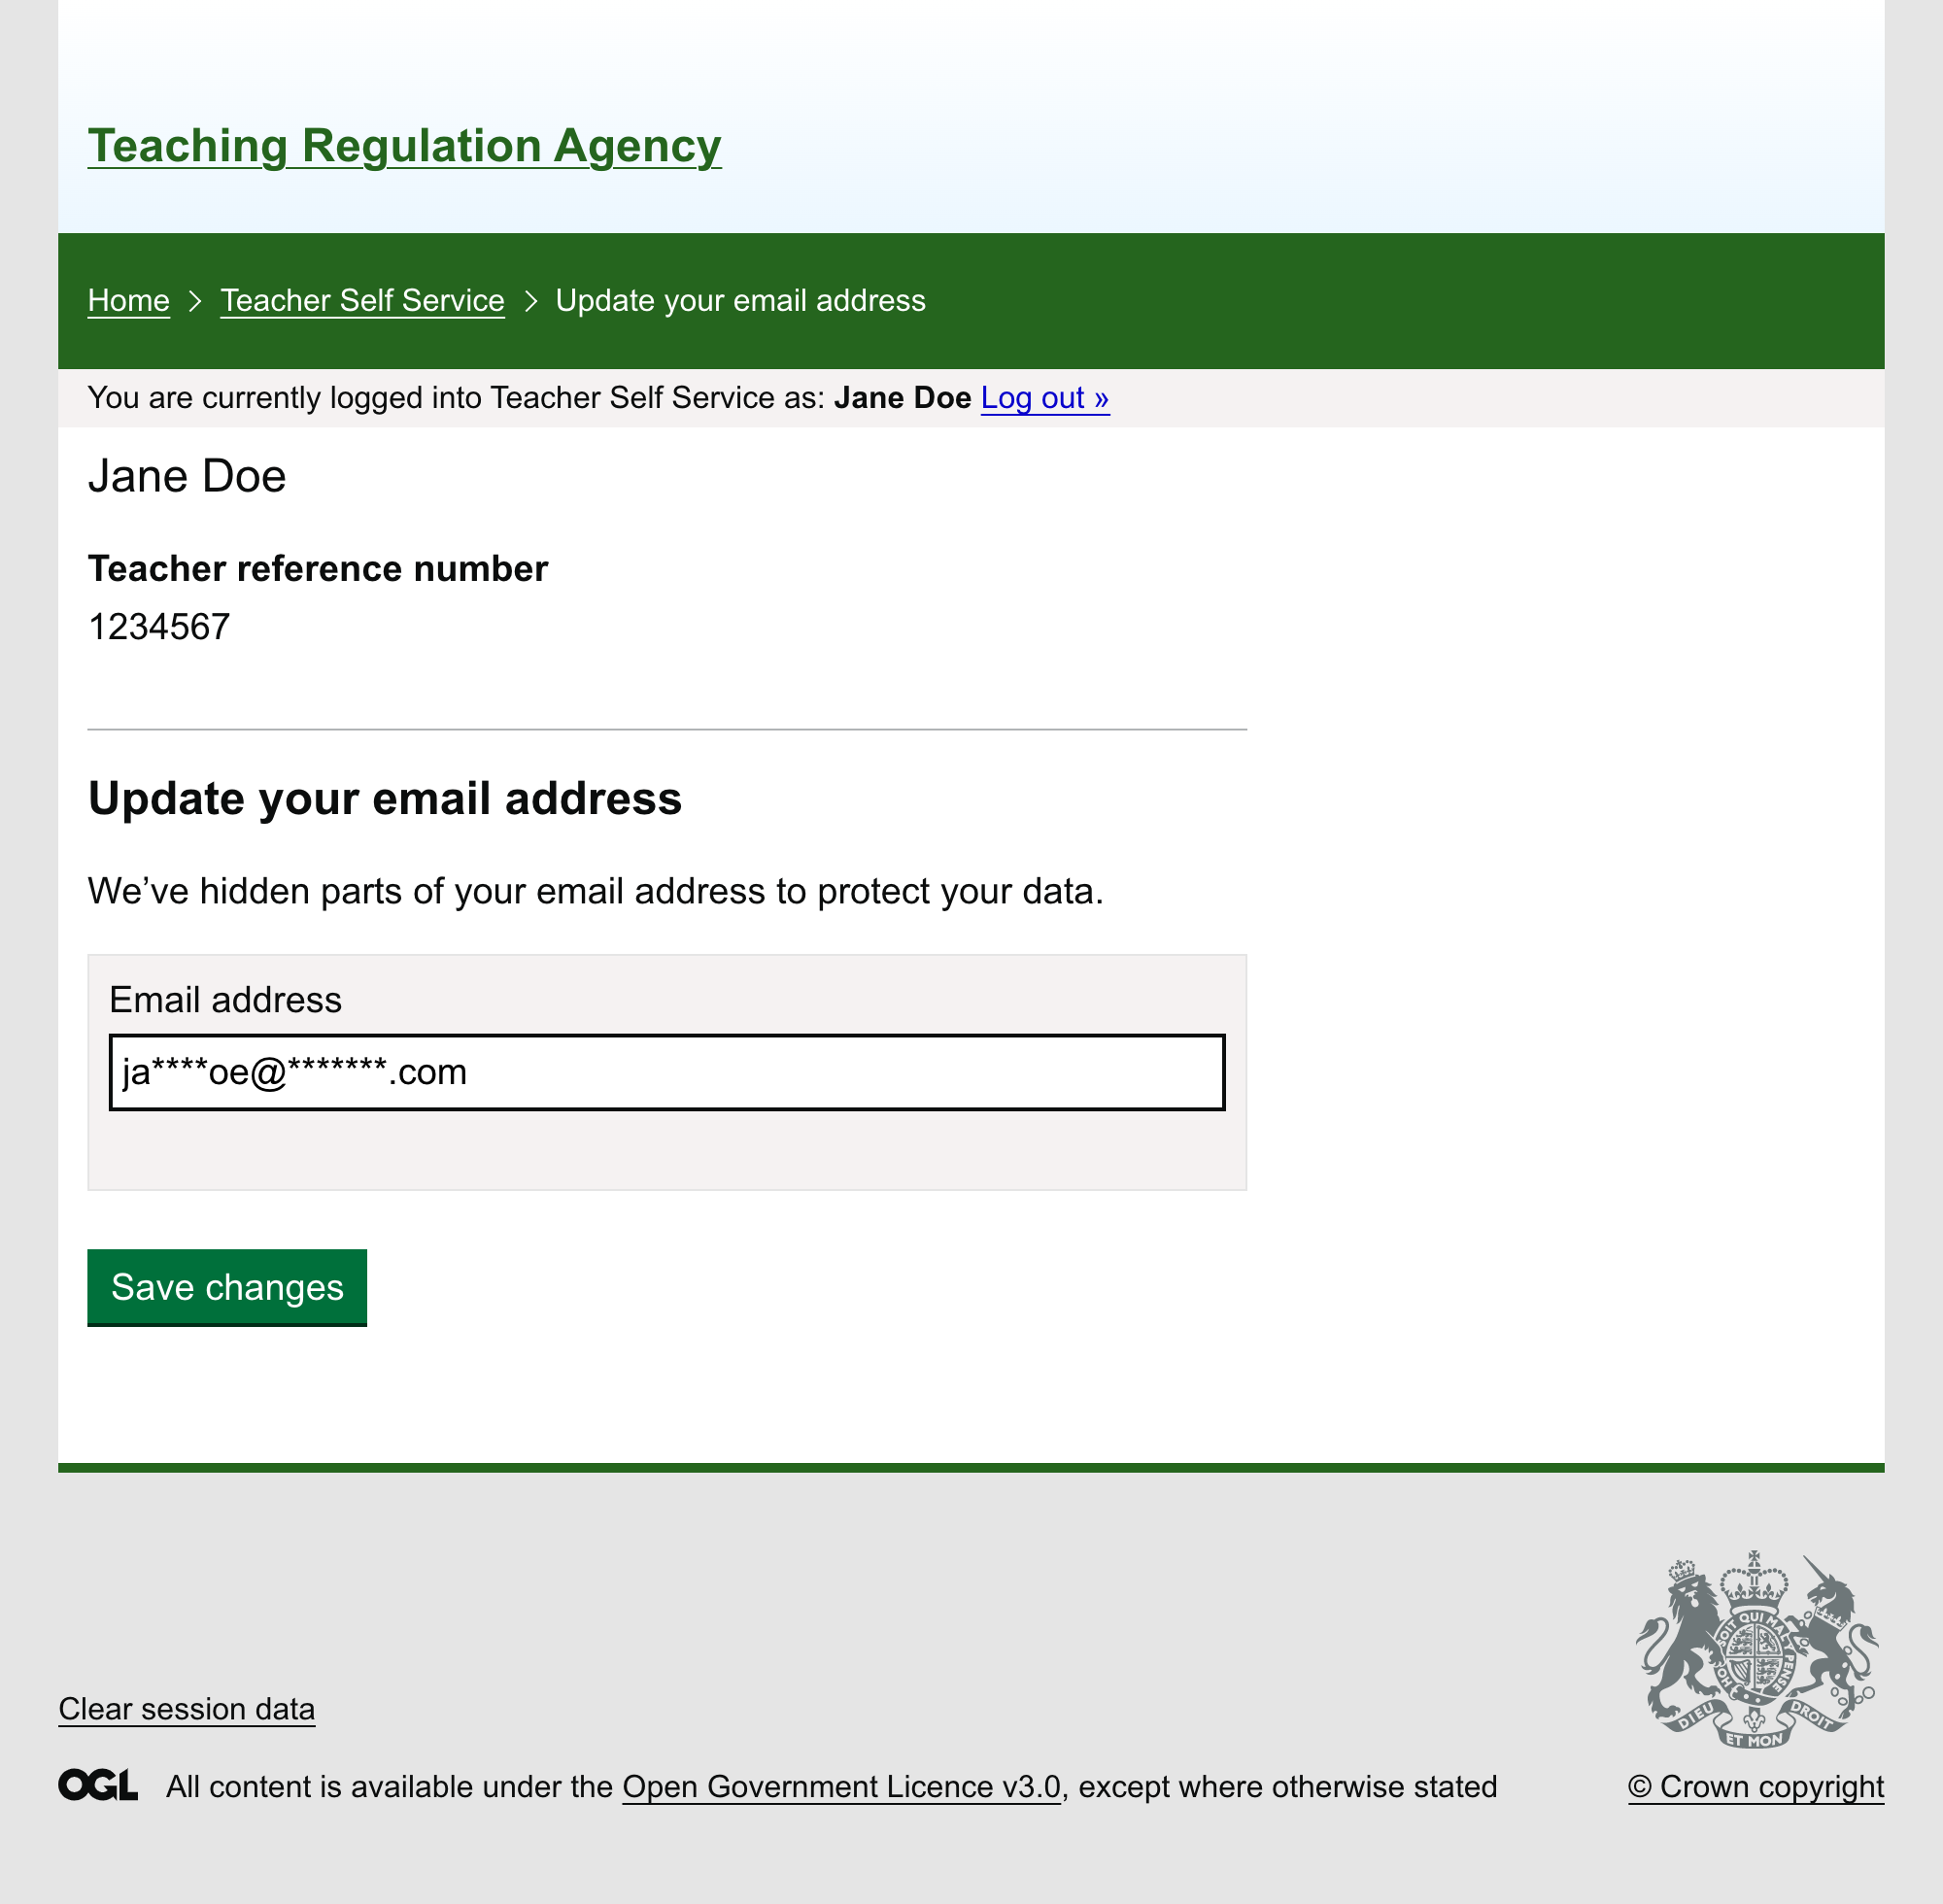 Teaching Regulation Agency
Home > Teacher Self Service > Update your email address
You are currently logged into Teacher Self Service as: Jane Doe Log out »
Jane Doe
Teacher reference number
1234567
Update your email address
We’ve hidden parts of your email address to protect your data.
Email address
ja****oe@*******.com
Save changes
HONI SOIT QUI MAL Y PENSE
DIEU ET MON DROIT
Clear session data
OGL All content is available under the Open Government Licence v3.0, except where otherwise stated
© Crown copyright